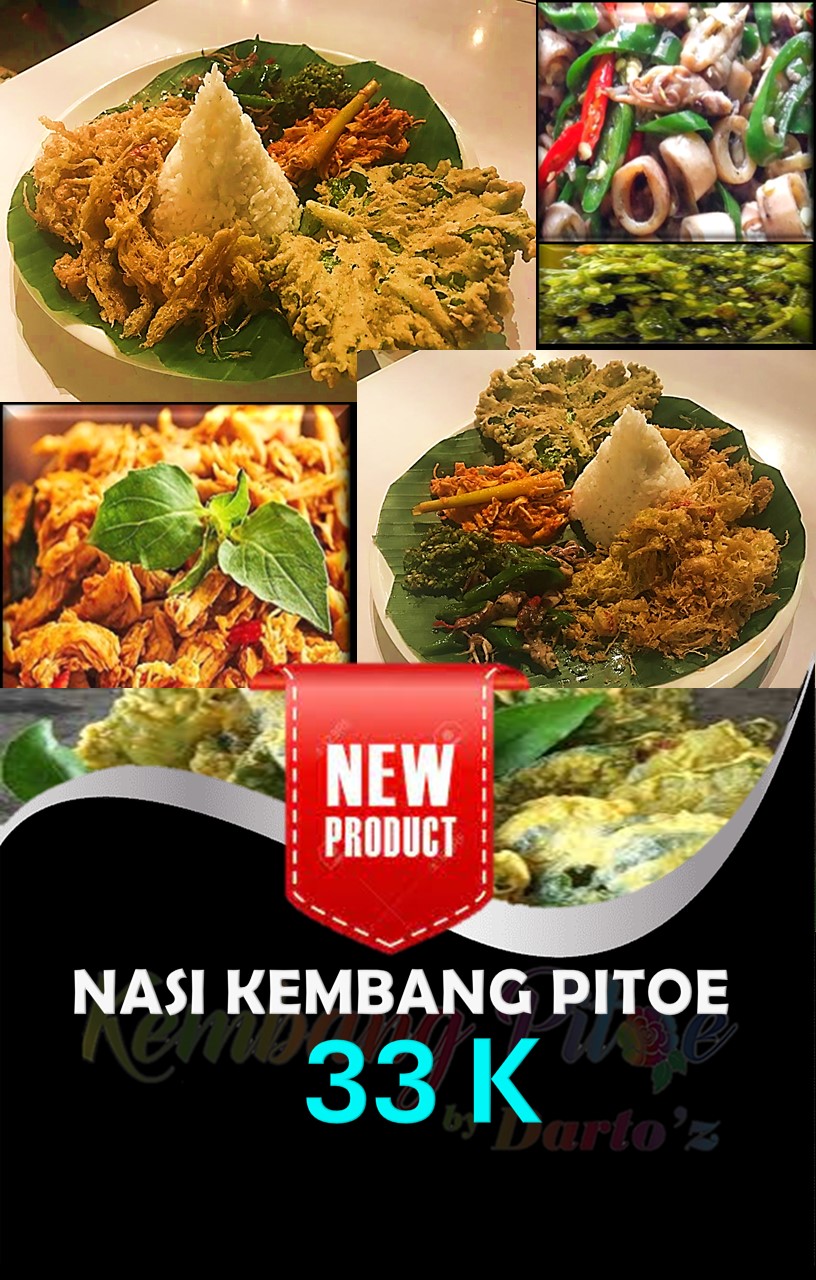 NEW
PRODUCT
NASI KEMBANG PITOE
Kembang Pitoe
33 K
by Darto'z